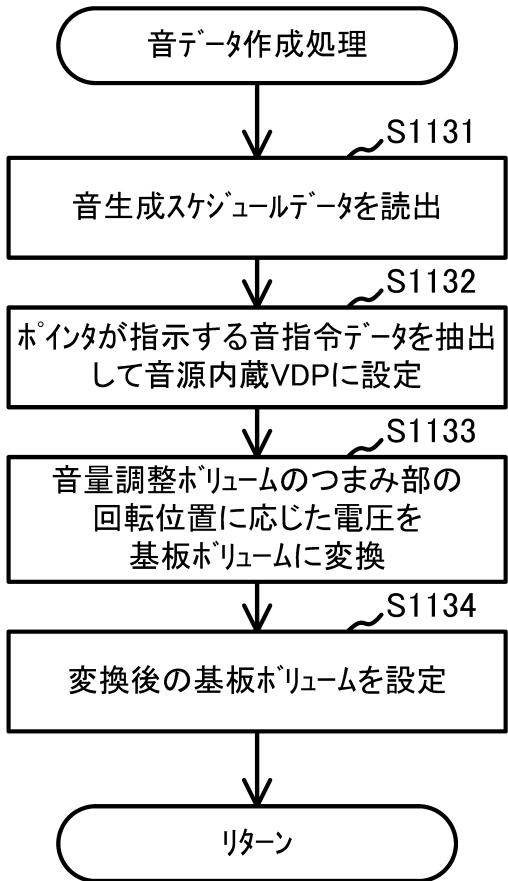 音ﾃﾞｰﾀ作成処理
S1131
音生成ｽｹｼﾞｭｰﾙﾃﾞｰﾀを読出
S1132
ﾎﾟｲﾝﾀが指示する音指令ﾃﾞｰﾀを抽出
して音源内蔵VDPに設定
S1133
音量調整ﾎﾞﾘｭｰﾑのつまみ部の
回転位置に応じた電圧を
基板ﾎﾞﾘｭｰﾑに変換
S1134
変換後の基板ﾎﾞﾘｭｰﾑを設定
ﾘﾀｰﾝ